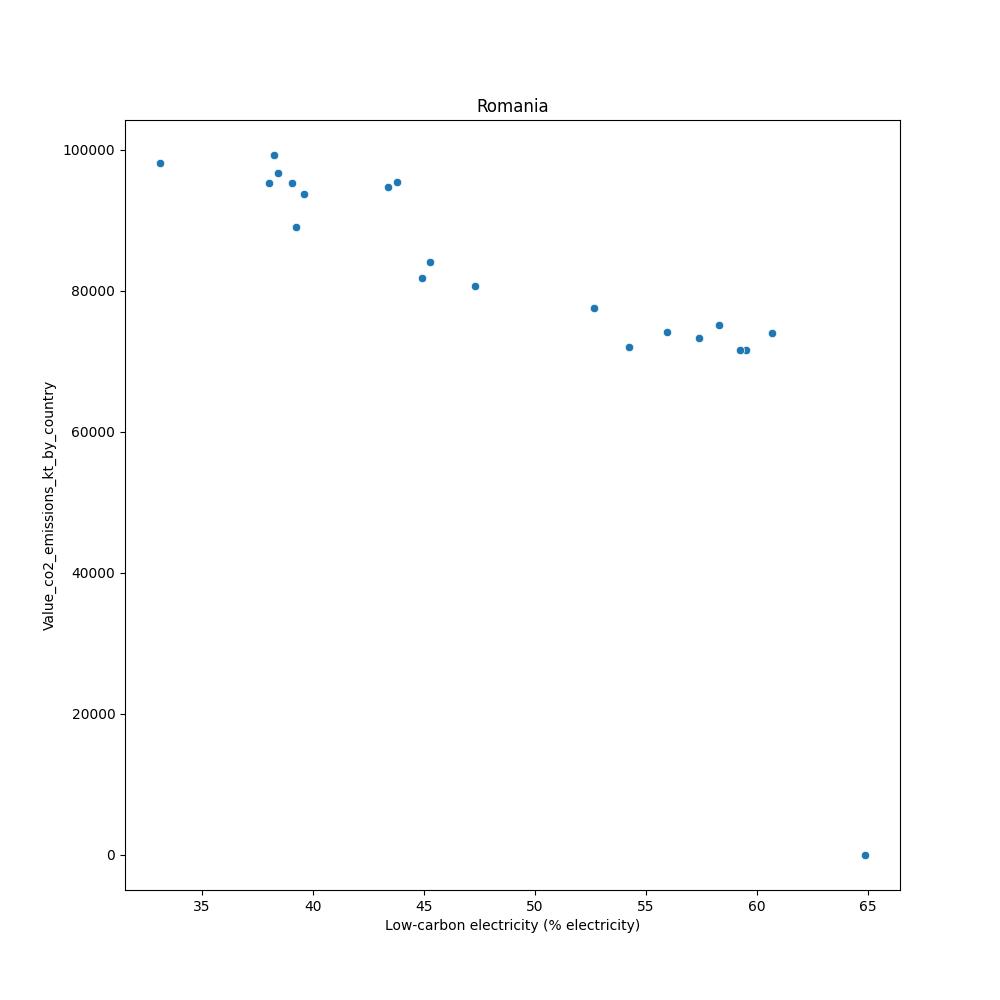 Romania
100000
80000
60000
40000
20000
0
Value_co2_emissions_kt_by_country
35 40 45 50 55 60 65
Low-carbon electricity (% electricity)